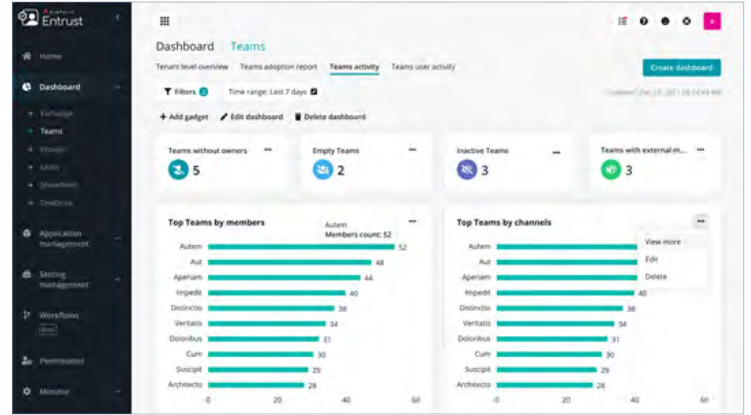 Entrust
Home
Dashboard
Exchange
Teams
Users
SharePoint
OneDrive
Application
management
Setting
management
Workflows
Permissions
Monitor
Dashboard Teams
Tenant level overview Teams adoption report Teams activity Teams user activity
Create dashboard
Filters Time range: Last 7 days
+ Add gadget Edit dashboard Delete dashboard
Teams without owners
5
Empty Teams
2
Inactive Teams
3
Teams with external m...
3
Top Teams by members
Autem
Members count: 52
Autem 52
Aut 48
Aperiam 44
Impedit 40
Distinctio 38
Veritatis 34
Doloribus 31
Cum 30
Suscipit 29
Architecto 28
0 20 40 60
Top Teams by channels
View more
Edit
Delete
Autem
Aut
Aperiam
Impedit 40
Distinctio 38
Veritatis 34
Doloribus 31
Cum 30
Suscipit 29
Architecto 28
0 20 40 60